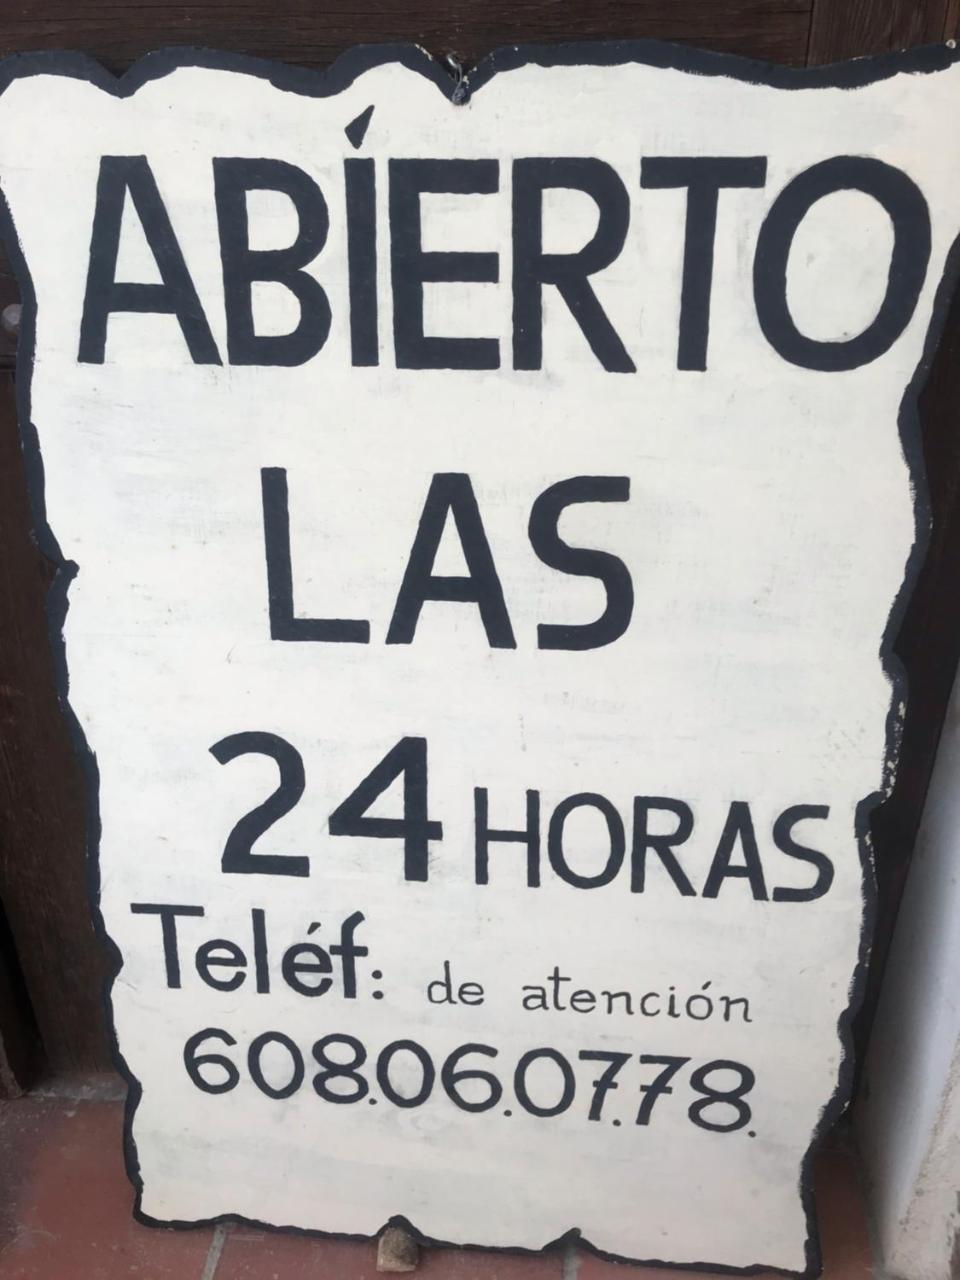 ABÍERTO
LAS
24 HORAS
Teléf: de atención
608.06.07.78.